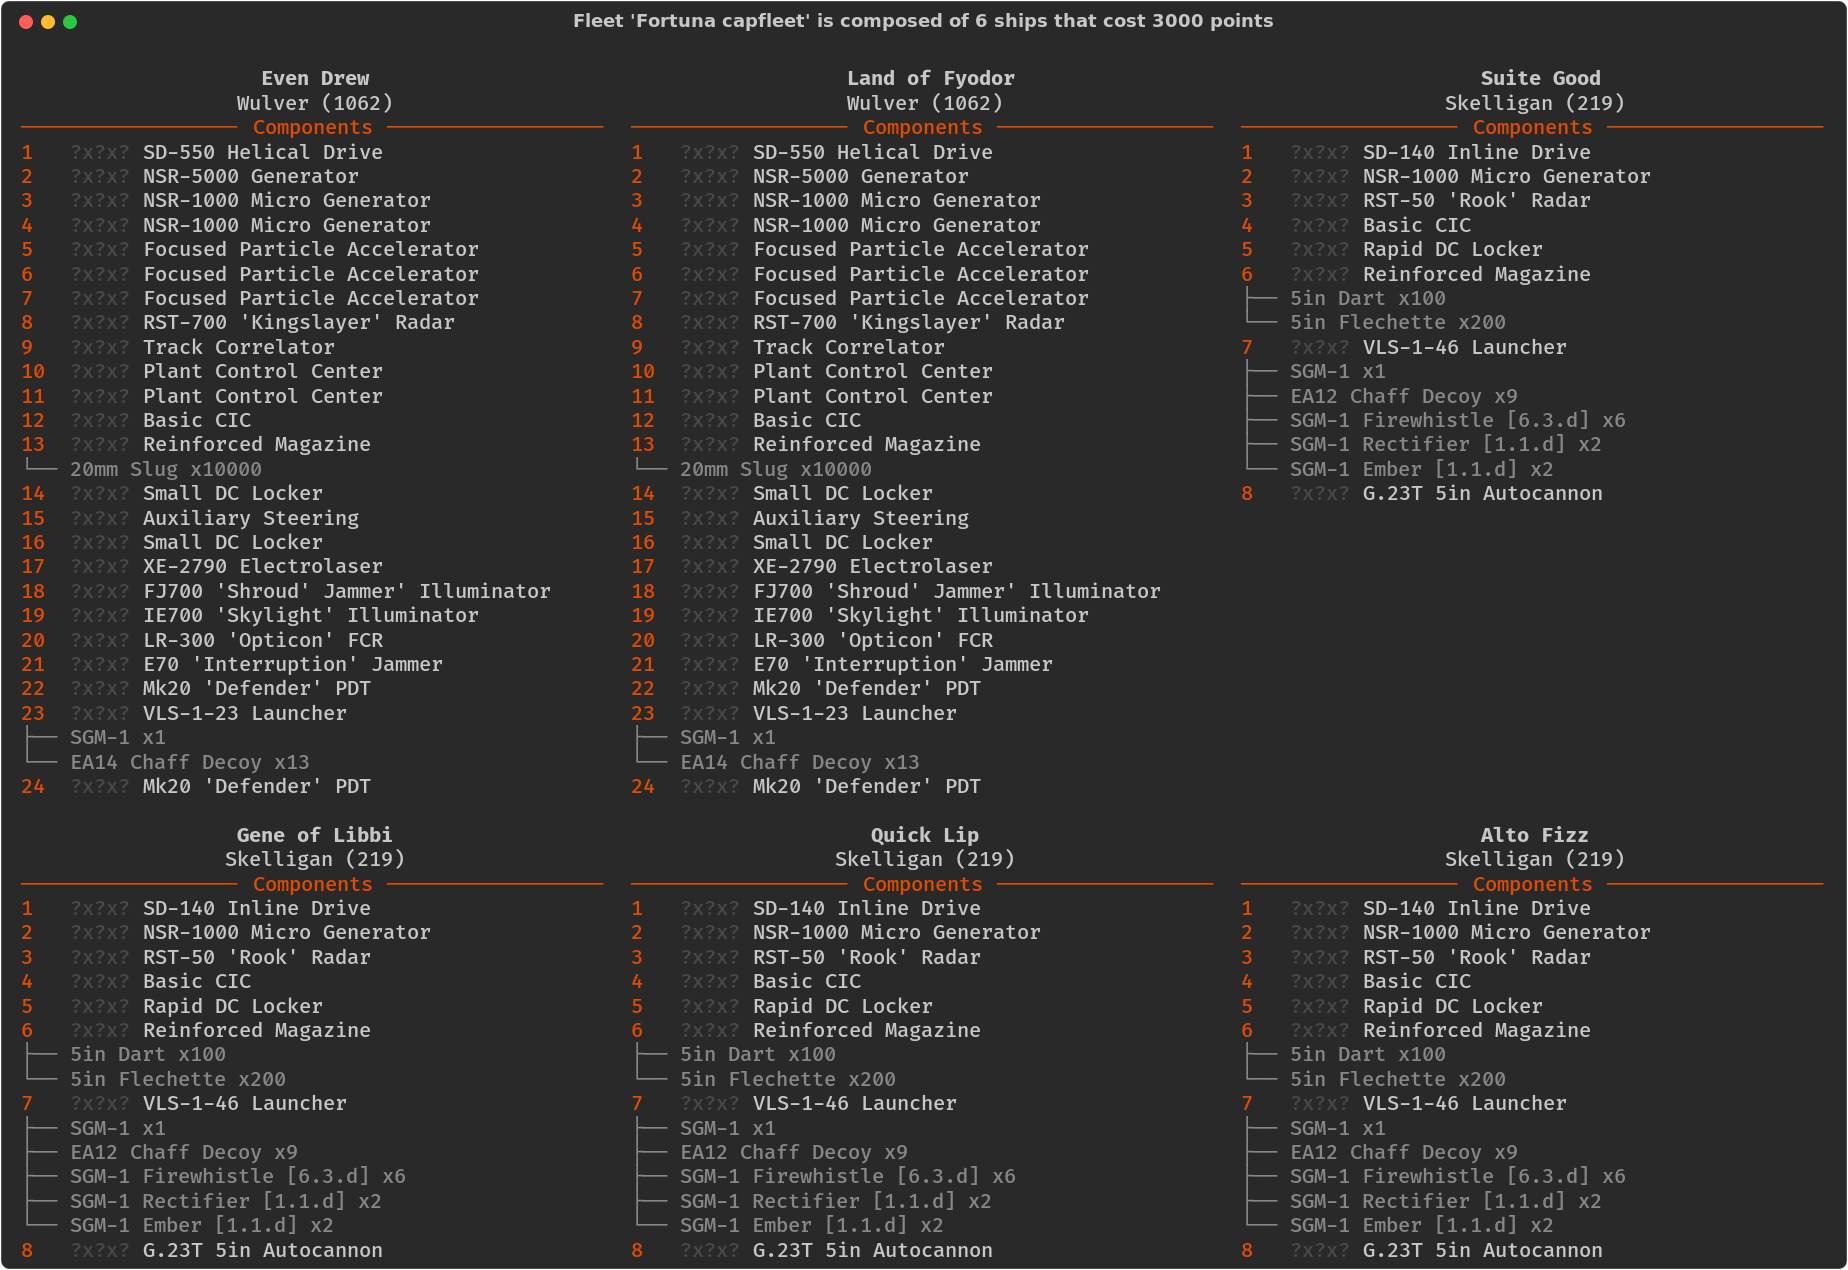 Fleet 'Fortuna capfleet' is composed of 6 ships that cost 3000 points
Even Drew
Wulver (1062)
Components
1 ?x?x? SD-550 Helical Drive
2 ?x?x? NSR-5000 Generator
3 ?x?x? NSR-1000 Micro Generator
4 ?x?x? NSR-1000 Micro Generator
5 ?x?x? Focused Particle Accelerator
6 ?x?x? Focused Particle Accelerator
7 ?x?x? Focused Particle Accelerator
8 ?x?x? RST-700 'Kingslayer' Radar
9 ?x?x? Track Correlator
10 ?x?x? Plant Control Center
11 ?x?x? Plant Control Center
12 ?x?x? Basic CIC
13 ?x?x? Reinforced Magazine
20mm Slug x10000
14 ?x?x? Small DC Locker
15 ?x?x? Auxiliary Steering
16 ?x?x? Small DC Locker
17 ?x?x? XE-2790 Electrolaser
18 ?x?x? FJ700 'Shroud' Jammer' Illuminator
19 ?x?x? IE700 'Skylight' Illuminator
20 ?x?x? LR-300 'Opticon' FCR
21 ?x?x? E70 'Interruption' Jammer
22 ?x?x? Mk20 'Defender' PDT
23 ?x?x? VLS-1-23 Launcher
SGM-1 x1
EA14 Chaff Decoy x13
24 ?x?x? Mk20 'Defender' PDT
Land of Fyodor
Wulver (1062)
Components
1 ?x?x? SD-550 Helical Drive
2 ?x?x? NSR-5000 Generator
3 ?x?x? NSR-1000 Micro Generator
4 ?x?x? NSR-1000 Micro Generator
5 ?x?x? Focused Particle Accelerator
6 ?x?x? Focused Particle Accelerator
7 ?x?x? Focused Particle Accelerator
8 ?x?x? RST-700 'Kingslayer' Radar
9 ?x?x? Track Correlator
10 ?x?x? Plant Control Center
11 ?x?x? Plant Control Center
12 ?x?x? Basic CIC
13 ?x?x? Reinforced Magazine
20mm Slug x10000
14 ?x?x? Small DC Locker
15 ?x?x? Auxiliary Steering
16 ?x?x? Small DC Locker
17 ?x?x? XE-2790 Electrolaser
18 ?x?x? FJ700 'Shroud' Jammer' Illuminator
19 ?x?x? IE700 'Skylight' Illuminator
20 ?x?x? LR-300 'Opticon' FCR
21 ?x?x? E70 'Interruption' Jammer
22 ?x?x? Mk20 'Defender' PDT
23 ?x?x? VLS-1-23 Launcher
SGM-1 x1
EA14 Chaff Decoy x13
24 ?x?x? Mk20 'Defender' PDT
Suite Good
Skelligan (219)
Components
1 ?x?x? SD-140 Inline Drive
2 ?x?x? NSR-1000 Micro Generator
3 ?x?x? RST-50 'Rook' Radar
4 ?x?x? Basic CIC
5 ?x?x? Rapid DC Locker
6 ?x?x? Reinforced Magazine
5in Dart x100
5in Flechette x200
7 ?x?x? VLS-1-46 Launcher
SGM-1 x1
EA12 Chaff Decoy x9
SGM-1 Firewhistle [6.3.d] x6
SGM-1 Rectifier [1.1.d] x2
SGM-1 Ember [1.1.d] x2
8 ?x?x? G.23T 5in Autocannon
Gene of Libbi
Skelligan (219)
Components
1 ?x?x? SD-140 Inline Drive
2 ?x?x? NSR-1000 Micro Generator
3 ?x?x? RST-50 'Rook' Radar
4 ?x?x? Basic CIC
5 ?x?x? Rapid DC Locker
6 ?x?x? Reinforced Magazine
5in Dart x100
5in Flechette x200
7 ?x?x? VLS-1-46 Launcher
SGM-1 x1
EA12 Chaff Decoy x9
SGM-1 Firewhistle [6.3.d] x6
SGM-1 Rectifier [1.1.d] x2
SGM-1 Ember [1.1.d] x2
8 ?x?x? G.23T 5in Autocannon
Quick Lip
Skelligan (219)
Components
1 ?x?x? SD-140 Inline Drive
2 ?x?x? NSR-1000 Micro Generator
3 ?x?x? RST-50 'Rook' Radar
4 ?x?x? Basic CIC
5 ?x?x? Rapid DC Locker
6 ?x?x? Reinforced Magazine
5in Dart x100
5in Flechette x200
7 ?x?x? VLS-1-46 Launcher
SGM-1 x1
EA12 Chaff Decoy x9
SGM-1 Firewhistle [6.3.d] x6
SGM-1 Rectifier [1.1.d] x2
SGM-1 Ember [1.1.d] x2
8 ?x?x? G.23T 5in Autocannon
Alto Fizz
Skelligan (219)
Components
1 ?x?x? SD-140 Inline Drive
2 ?x?x? NSR-1000 Micro Generator
3 ?x?x? RST-50 'Rook' Radar
4 ?x?x? Basic CIC
5 ?x?x? Rapid DC Locker
6 ?x?x? Reinforced Magazine
5in Dart x100
5in Flechette x200
7 ?x?x? VLS-1-46 Launcher
SGM-1 x1
EA12 Chaff Decoy x9
SGM-1 Firewhistle [6.3.d] x6
SGM-1 Rectifier [1.1.d] x2
SGM-1 Ember [1.1.d] x2
8 ?x?x? G.23T 5in Autocannon